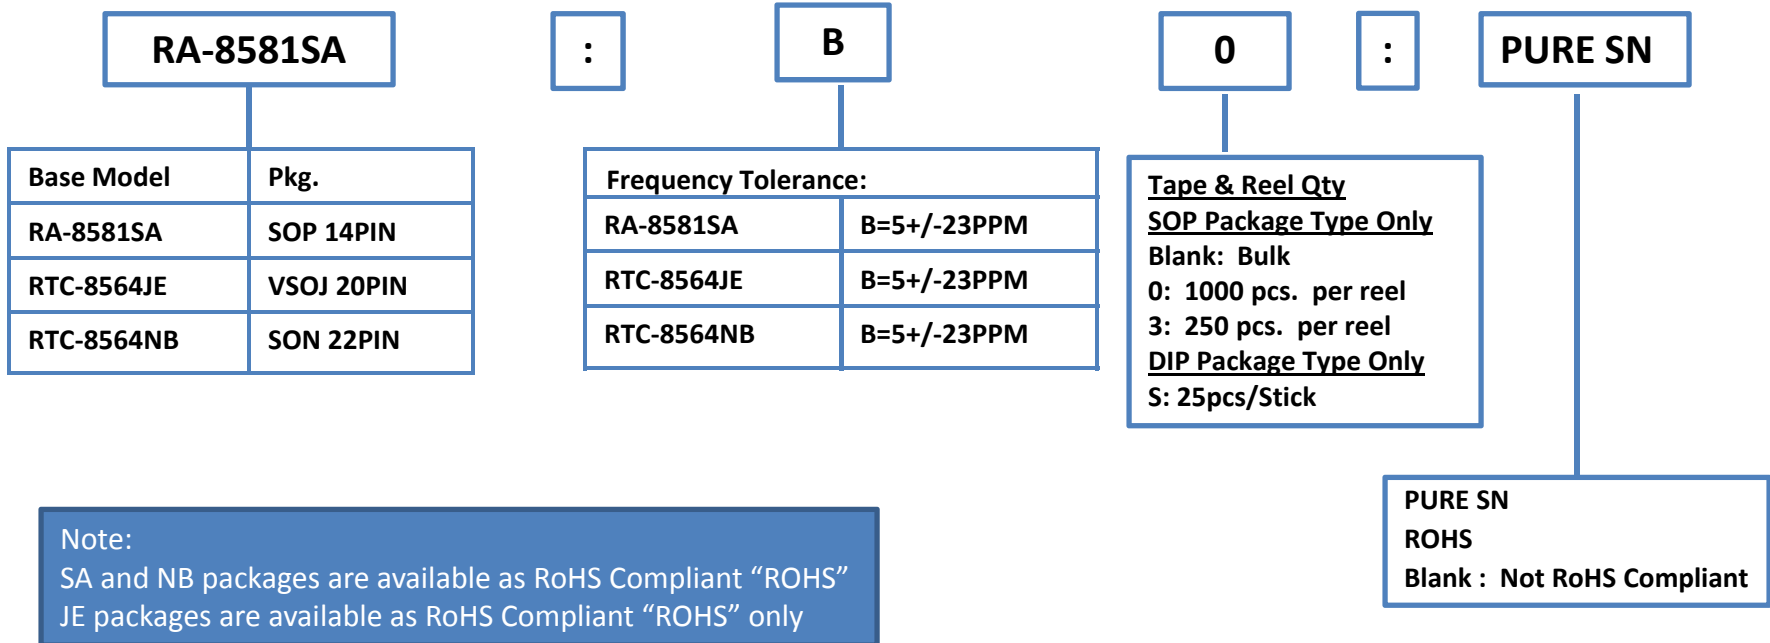 RA-8581SA : B 0 : PURE SN
Base Model Pkg.
RA-8581SA SOP 14PIN
RTC-8564JE VSOJ 20PIN
RTC-8564NB SON 22PIN
Frequency Tolerance:
RA-8581SA B=5+/-23PPM
RTC-8564JE B=5+/-23PPM
RTC-8564NB B=5+/-23PPM
Tape & Reel Qty
SOP Package Type Only
Blank: Bulk
0: 1000 pcs. per reel
3: 250 pcs. per reel
DIP Package Type Only
S: 25pcs/Stick
PURE SN
ROHS
Blank : Not RoHS Compliant
Note:
SA and NB packages are available as RoHS Compliant “ROHS”
JE packages are available as RoHS Compliant “ROHS” only